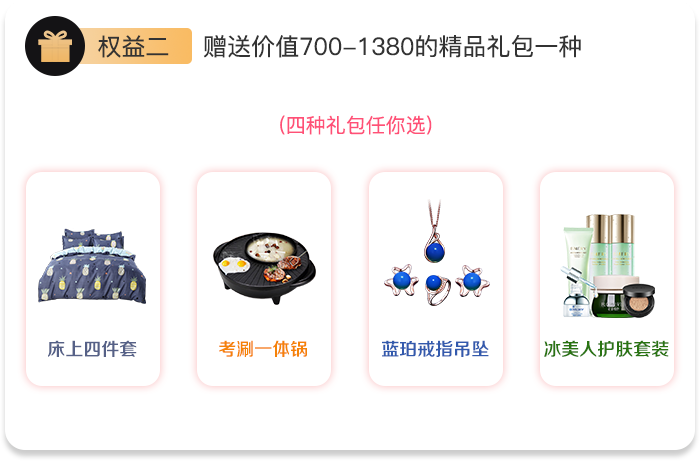 权益二
赠送价值700-1380的精品礼包一种
(四种礼包任你选)
床上四件套
考涮一体锅
蓝珀戒指吊坠
冰美人护肤套装